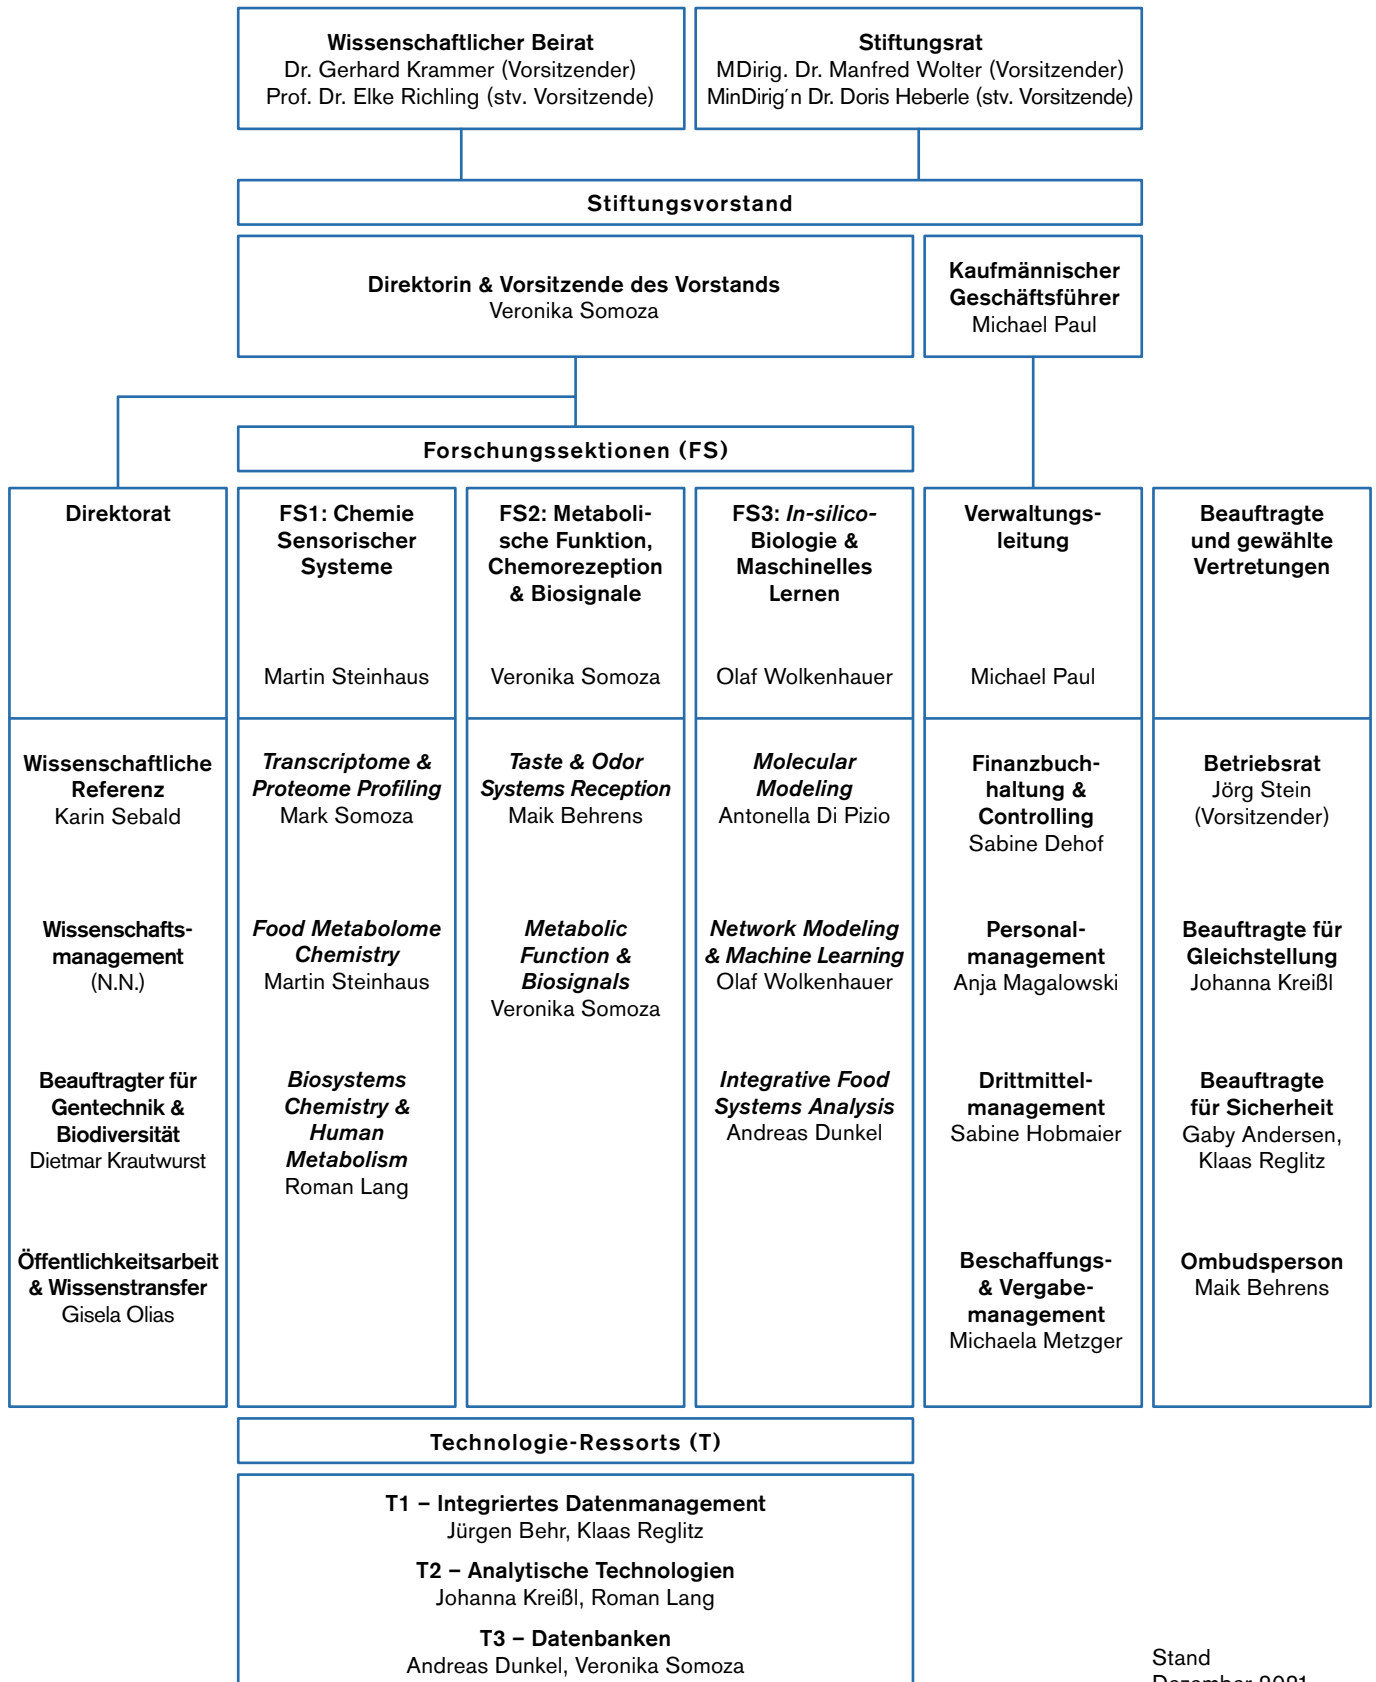 Wissenschaftlicher Beirat
Dr. Gerhard Krammer (Vorsitzender)
Prof. Dr. Elke Richling (stv. Vorsitzende)
Stiftungsrat
MDirig. Dr. Manfred Wolter (Vorsitzender)
MinDirig´n Dr. Doris Heberle (stv. Vorsitzende)
Stiftungsvorstand
Direktorin & Vorsitzende des Vorstands
Veronika Somoza
Kaufmännischer
Geschäftsführer
Michael Paul
Forschungssektionen (FS)
Direktorat
FS1: Chemie
Sensorischer
Systeme
Martin Steinhaus
FS2: Metaboli-
sche Funktion,
Chemorezeption
& Biosignale
Veronika Somoza
FS3: In-silico-
Biologie &
Maschinelles
Lernen
Olaf Wolkenhauer
Verwaltungs-
leitung
Michael Paul
Beauftragte
und gewählte
Vertretungen
Wissenschaftliche
Referenz
Karin Sebald
Wissenschafts-
management
(N.N.)
Beauftragter für
Gentechnik &
Biodiversität
Dietmar Krautwurst
Öffentlichkeitsarbeit
& Wissenstransfer
Gisela Olias
Transcriptome &
Proteome Profiling
Mark Somoza
Food Metabolome
Chemistry
Martin Steinhaus
Biosystems
Chemistry &
Human
Metabolism
Roman Lang
Taste & Odor
Systems Reception
Maik Behrens
Metabolic
Function &
Biosignals
Veronika Somoza
Molecular
Modeling
Antonella Di Pizio
Network Modeling
& Machine Learning
Olaf Wolkenhauer
Integrative Food
Systems Analysis
Andreas Dunkel
Finanzbuch-
haltung &
Controlling
Sabine Dehof
Personal-
management
Anja Magalowski
Drittmittel-
management
Sabine Hobmaier
Beschaffungs-
& Vergabe-
management
Michaela Metzger
Betriebsrat
Jörg Stein
(Vorsitzender)
Beauftragte für
Gleichstellung
Johanna Kreißl
Beauftragte
für Sicherheit
Gaby Andersen,
Klaas Reglitz
Ombudsperson
Maik Behrens
Technologie-Ressorts (T)
T1 – Integriertes Datenmanagement
Jürgen Behr, Klaas Reglitz
T2 – Analytische Technologien
Johanna Kreißl, Roman Lang
T3 – Datenbanken
Andreas Dunkel, Veronika Somoza
Stand
Dezember 2021